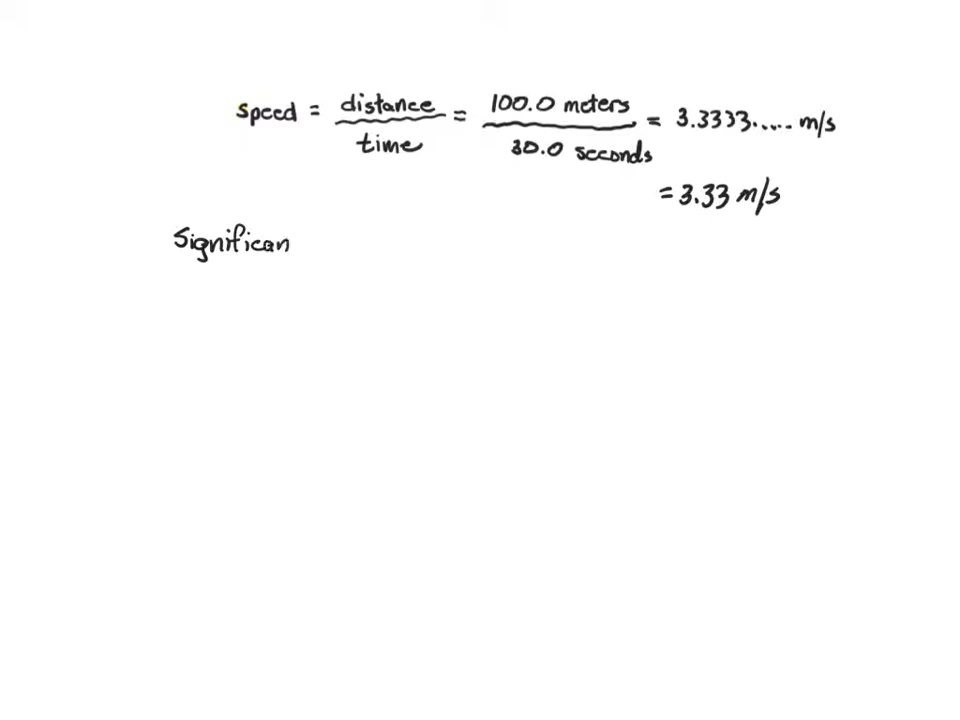 speed = distance / time = 100.0 meters / 30.0 seconds = 3.3333..... m/s
= 3.33 m/s
Significan